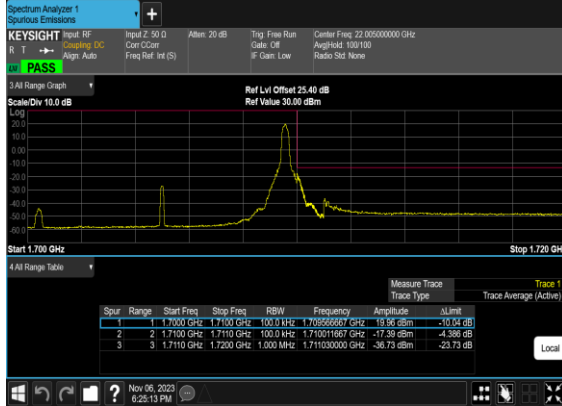 Spectrum Analyzer 1
Spurious Emissions
+
KEYSIGHT Input: RF Input Z: 50 Ω Atten: 20 dB Trig: Free Run Center Freq: 22.005000000 GHz
R T Coupling: DC Corr CCorr Gate: Off Avg|Hold: 100/100
Align: Auto Freq Ref: Int (S) IF Gain: Low Radio Std: None
PASS
3 All Range Graph Ref Lvl Offset 25.40 dB
Scale/Div 10.0 dB Ref Value 30.00 dBm
Log
20.0
10.0
0.00
-10.0
-20.0
-30.0
-40.0
-50.0
-60.0
Start 1.700 GHz Stop 1.720 GH
4 All Range Table
Measure Trace Trace 1
Trace Type Trace Average (Active)
Spur Range Start Freq Stop Freq RBW Frequency Amplitude ΔLimit
1 1 1.7000 GHz 1.7100 GHz 100.0 kHz 1.709566667 GHz 19.96 dBm -10.04 dB
2 2 1.7100 GHz 1.7110 GHz 100.0 kHz 1.710011667 GHz -17.39 dBm -4.386 dB
3 3 1.7110 GHz 1.7200 GHz 1.000 MHz 1.711030000 GHz -36.73 dBm -23.73 dB
Local
? Nov 06, 2023
6:25:13 PM